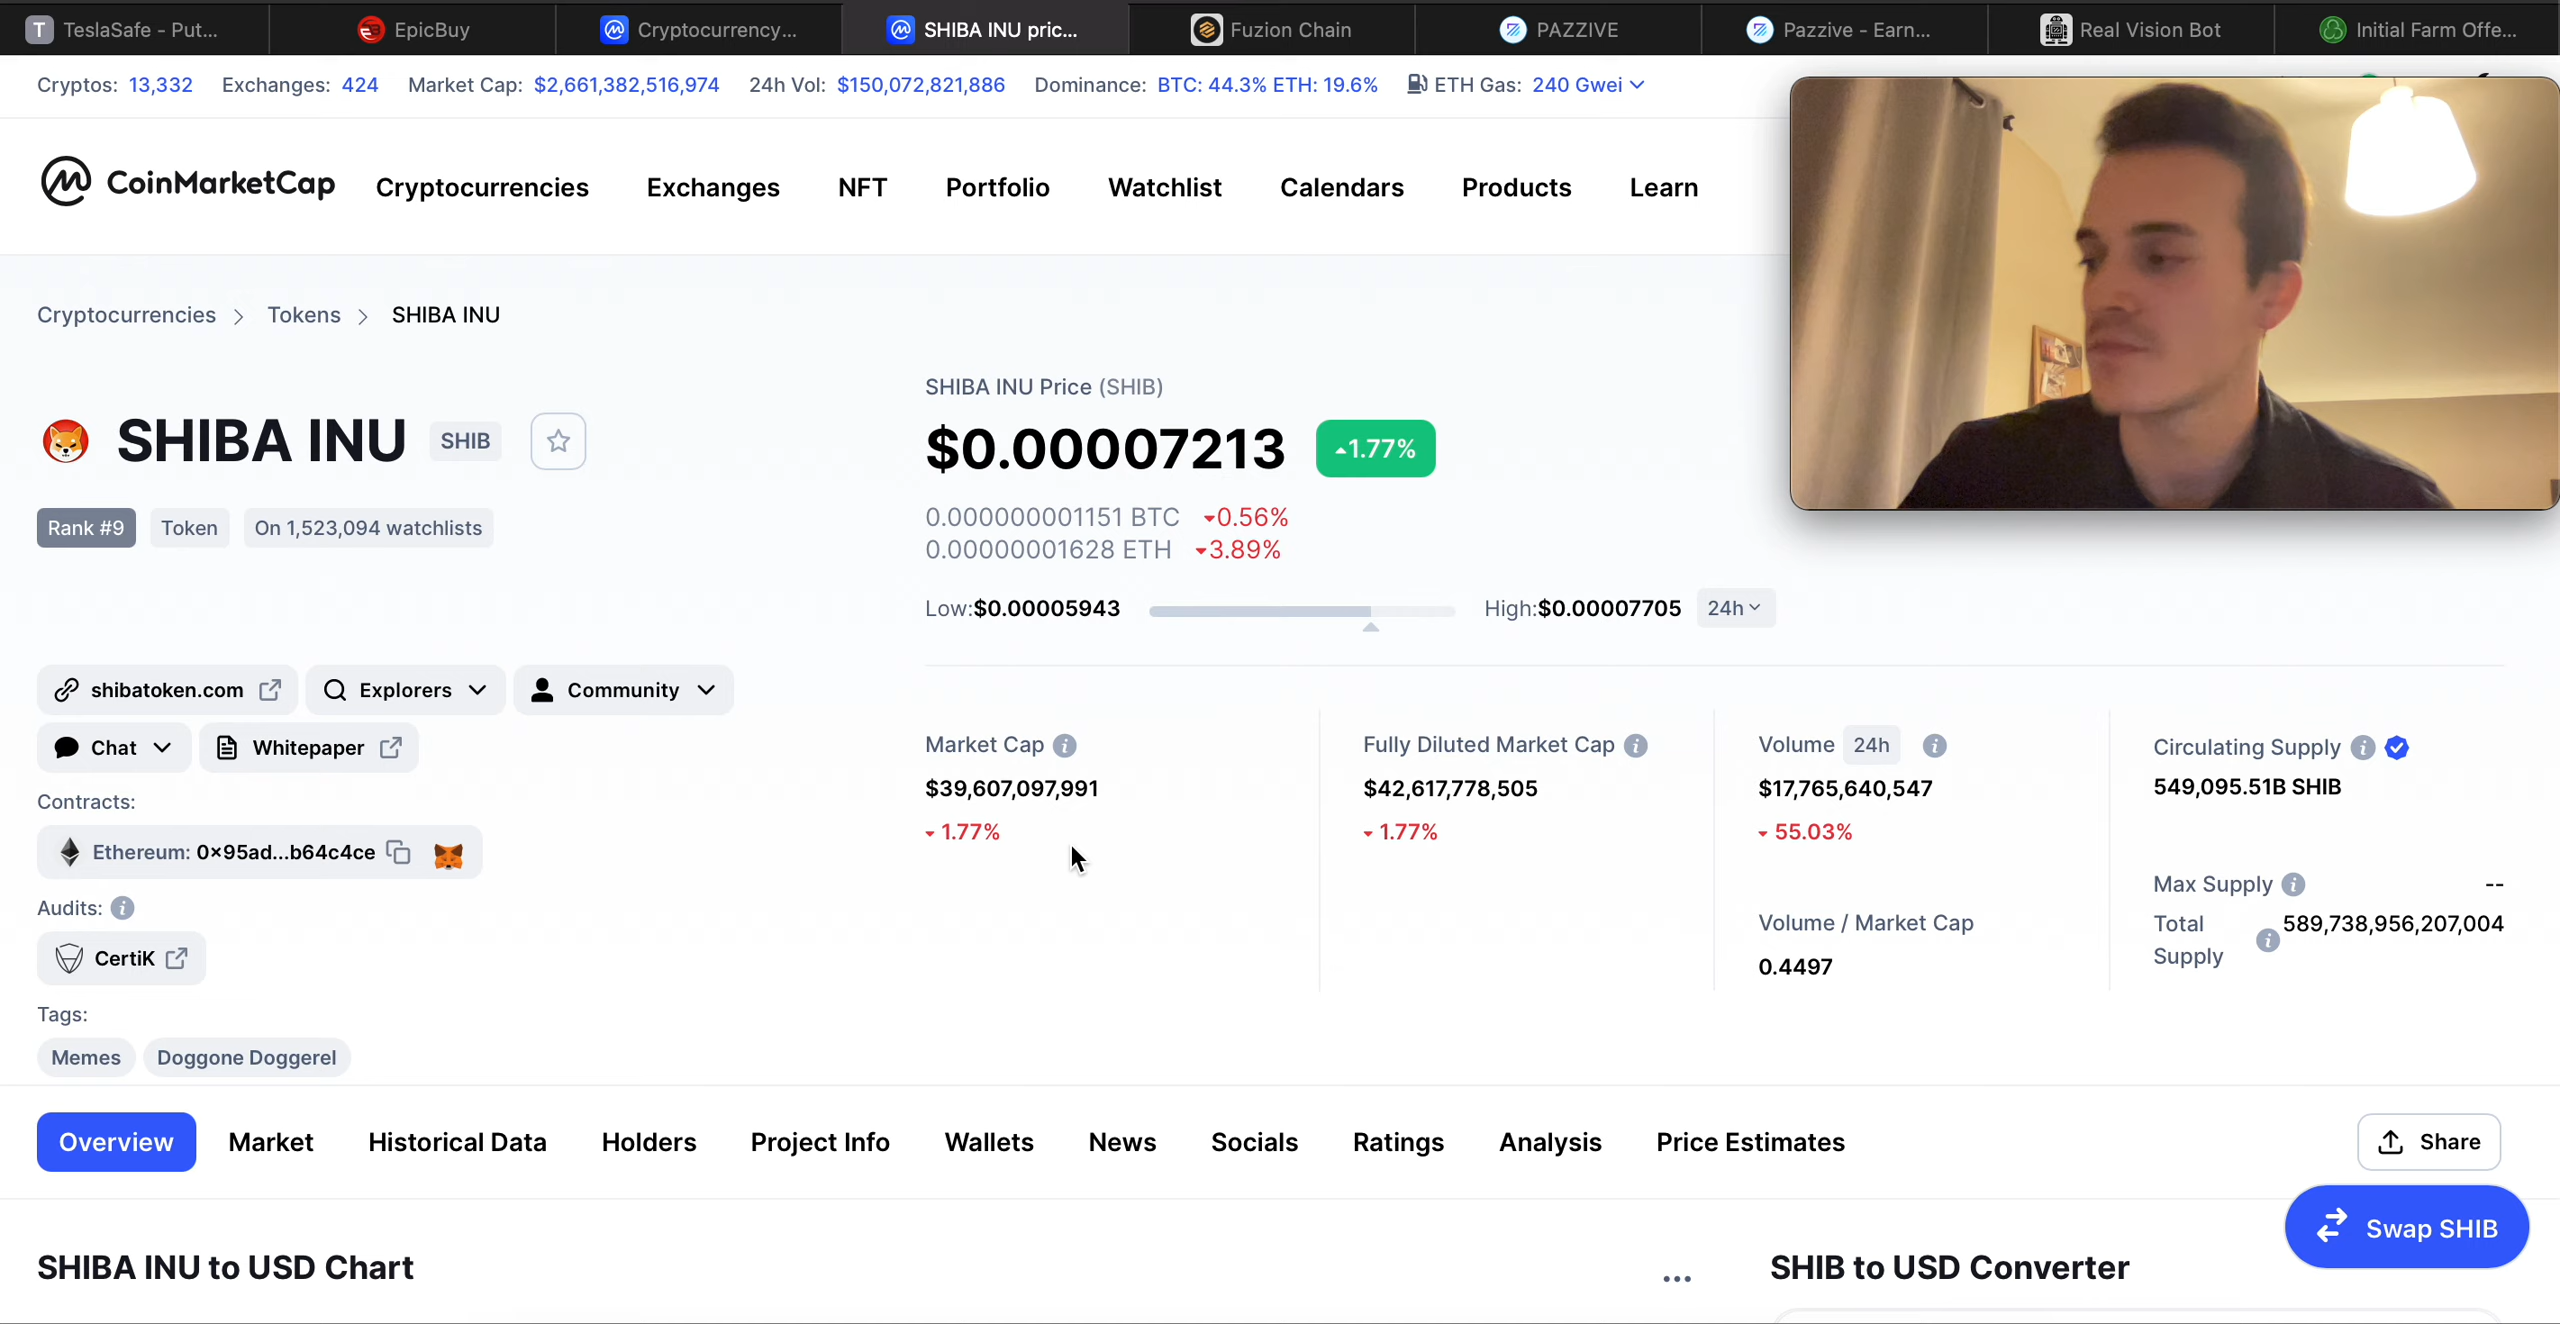 TeslaSafe - Put...
EpicBuy
Cryptocurrency...
SHIBA INU pric...
Fuzion Chain
PAZZIVE
Pazzive - Earn...
Real Vision Bot
Initial Farm Offe...
Cryptos: 13,332 Exchanges: 424 Market Cap: $2,661,382,516,974 24h Vol: $150,072,821,886 Dominance: BTC: 44.3% ETH: 19.6% ETH Gas: 240 Gwei
CoinMarketCap
Cryptocurrencies Exchanges NFT Portfolio Watchlist Calendars Products Learn
Cryptocurrencies > Tokens > SHIBA INU
SHIBA INU SHIB
Rank #9 Token On 1,523,094 watchlists
SHIBA INU Price (SHIB)
$0.00007213 1.77%
0.000000001151 BTC 0.56%
0.00000001628 ETH 3.89%
Low:$0.00005943 High:$0.00007705 24h
shibatoken.com Explorers Community
Chat Whitepaper
Contracts:
Ethereum: 0x95ad...b64c4ce
Audits:
CertiK
Tags:
Memes Doggone Doggerel
Market Cap
$39,607,097,991
1.77%
Fully Diluted Market Cap
$42,617,778,505
1.77%
Volume 24h
$17,765,640,547
55.03%
Volume / Market Cap
0.4497
Circulating Supply
549,095.51B SHIB
Max Supply --
Total Supply 589,738,956,207,004
Overview Market Historical Data Holders Project Info Wallets News Socials Ratings Analysis Price Estimates Share
Swap SHIB
SHIBA INU to USD Chart
SHIB to USD Converter